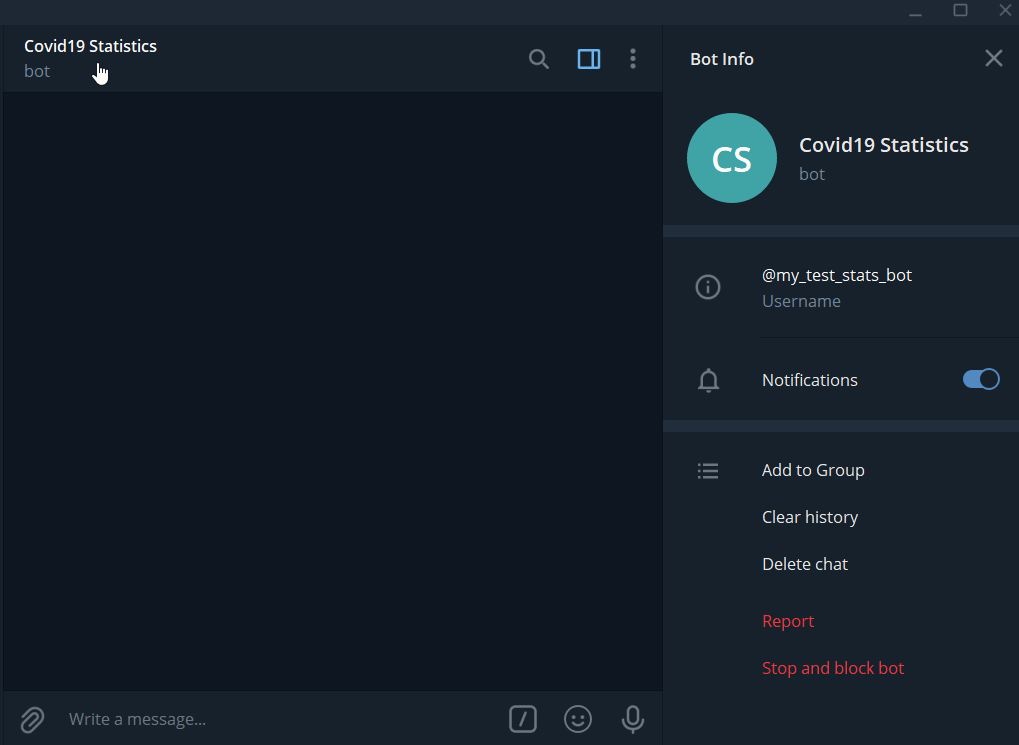 Covid19 Statistics
bot
Write a message...
Bot Info
CS
Covid19 Statistics
bot
@my_test_stats_bot
Username
Notifications
Add to Group
Clear history
Delete chat
Report
Stop and block bot